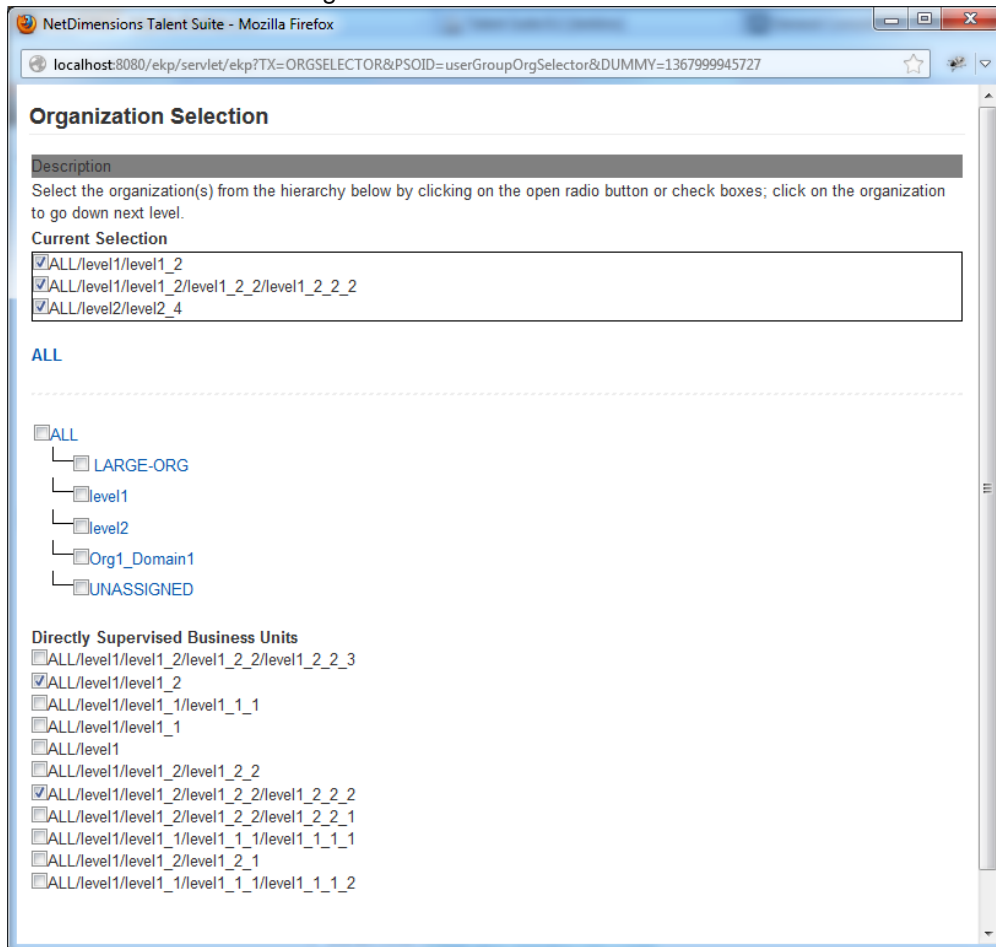 NetDimensions Talent Suite - Mozilla Firefox
localhost:8080/ekp/servlet/ekp?TX=ORGSELECTOR&PSOID=userGroupOrgSelector&DUMMY=1367999945727
Organization Selection
Description
Select the organization(s) from the hierarchy below by clicking on the open radio button or check boxes; click on the organization
to go down next level.
Current Selection
ALL/level1/level1_2
ALL/level1/level1_2/level1_2_2/level1_2_2_2
ALL/level2/level2_4
ALL
ALL
LARGE-ORG
level1
level2
Org1_Domain1
UNASSIGNED
Directly Supervised Business Units
ALL/level1/level1_2/level1_2_2/level1_2_2_3
ALL/level1/level1_2
ALL/level1/level1_1/level1_1_1
ALL/level1/level1_1
ALL/level1
ALL/level1/level1_2/level1_2_2
ALL/level1/level1_2/level1_2_2/level1_2_2_2
ALL/level1/level1_2/level1_2_2/level1_2_2_1
ALL/level1/level1_1/level1_1_1/level1_1_1_1
ALL/level1/level1_2/level1_2_1
ALL/level1/level1_1/level1_1_1/level1_1_1_2